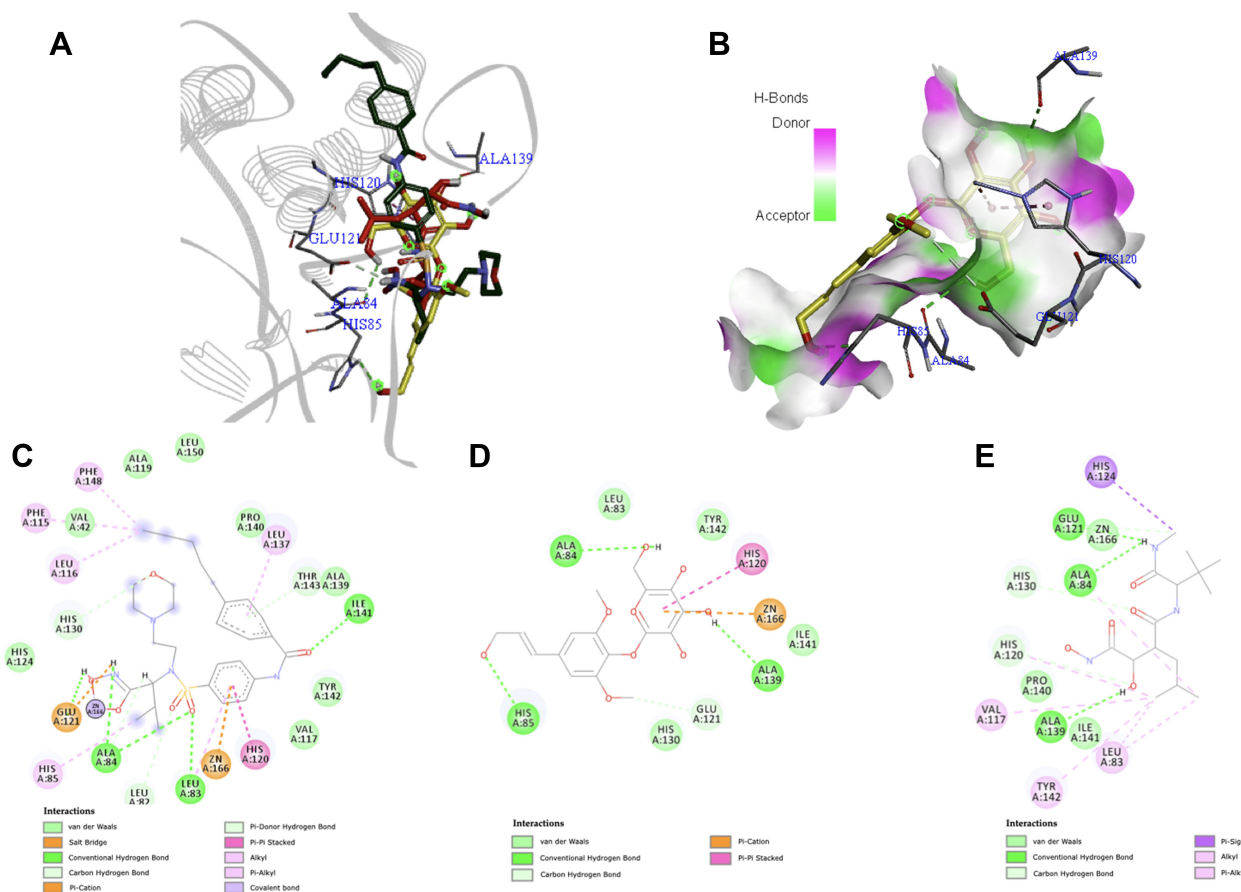 A
HIS120
ALA139
GLU121
ALA84
HIS85
B
ALA139
H-Bonds
Donor
Acceptor
HIS120
GLU121
HIS85
ALA84
C
LEU
A:150
ALA
A:119
PHE
A:148
PHE
A:115
VAL
A:42
PRO
A:140
LEU
A:137
LEU
A:116
THR
A:143
ALA
A:139
ILE
A:141
HIS
A:130
HIS
A:124
TYR
A:142
GLU
A:121
ZN
A:166
VAL
A:117
ALA
A:84
HIS
A:120
ZN
A:166
HIS
A:85
LEU
A:83
LEU
A:82
O
N
N
O
S
O
O
N
O
H
H
Interactions
van der Waals
Salt Bridge
Conventional Hydrogen Bond
Carbon Hydrogen Bond
Pi-Cation
Pi-Donor Hydrogen Bond
Pi-Pi Stacked
Alkyl
Pi-Alkyl
Covalent bond
D
LEU
A:83
TYR
A:142
ALA
A:84
HIS
A:120
ZN
A:166
ILE
A:141
ALA
A:139
HIS
A:85
HIS
A:130
GLU
A:121
O H
O
O
O
O
O
O
O
O
H
Interactions
van der Waals
Conventional Hydrogen Bond
Carbon Hydrogen Bond
Pi-Cation
Pi-Pi Stacked
E
HIS
A:124
GLU
A:121
ZN
A:166
ALA
A:84
HIS
A:130
HIS
A:120
PRO
A:140
VAL
A:117
ALA
A:139
ILE
A:141
LEU
A:83
TYR
A:142
H
N
O
N
O
O
O
N
O
H
Interactions
van der Waals
Conventional Hydrogen Bond
Carbon Hydrogen Bond
Pi-Sig
Alkyl
Pi-Alk